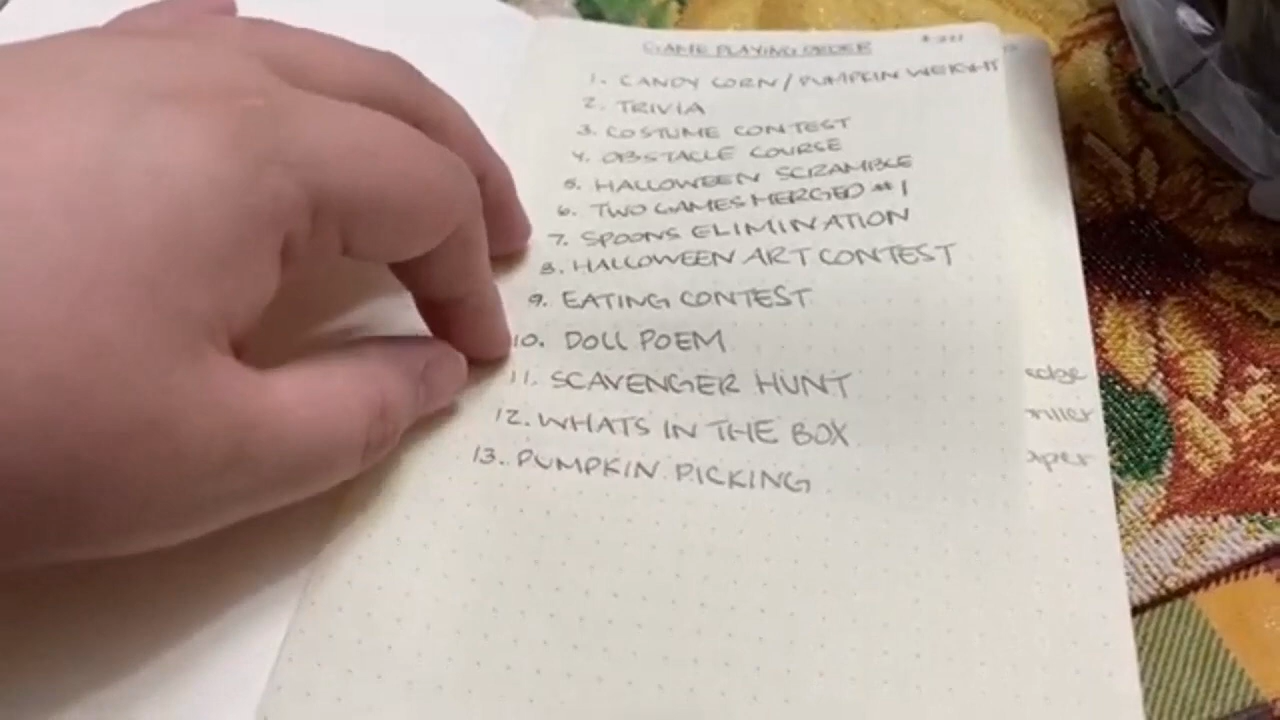 GAME PLAYING ORDER
1. CANDY CORN / PUMPKIN WEIGHT
2. TRIVIA
3. COSTUME CONTEST
4. OBSTACLE COURSE
5. HALLOWEEN SCRAMBLE
6. TWO GAMES MERGED #1
7. SPOONS ELIMINATION
8. HALLOWEEN ART CONTEST
9. EATING CONTEST
10. DOLL POEM
11. SCAVENGER HUNT
12. WHATS IN THE BOX
13. PUMPKIN PICKING